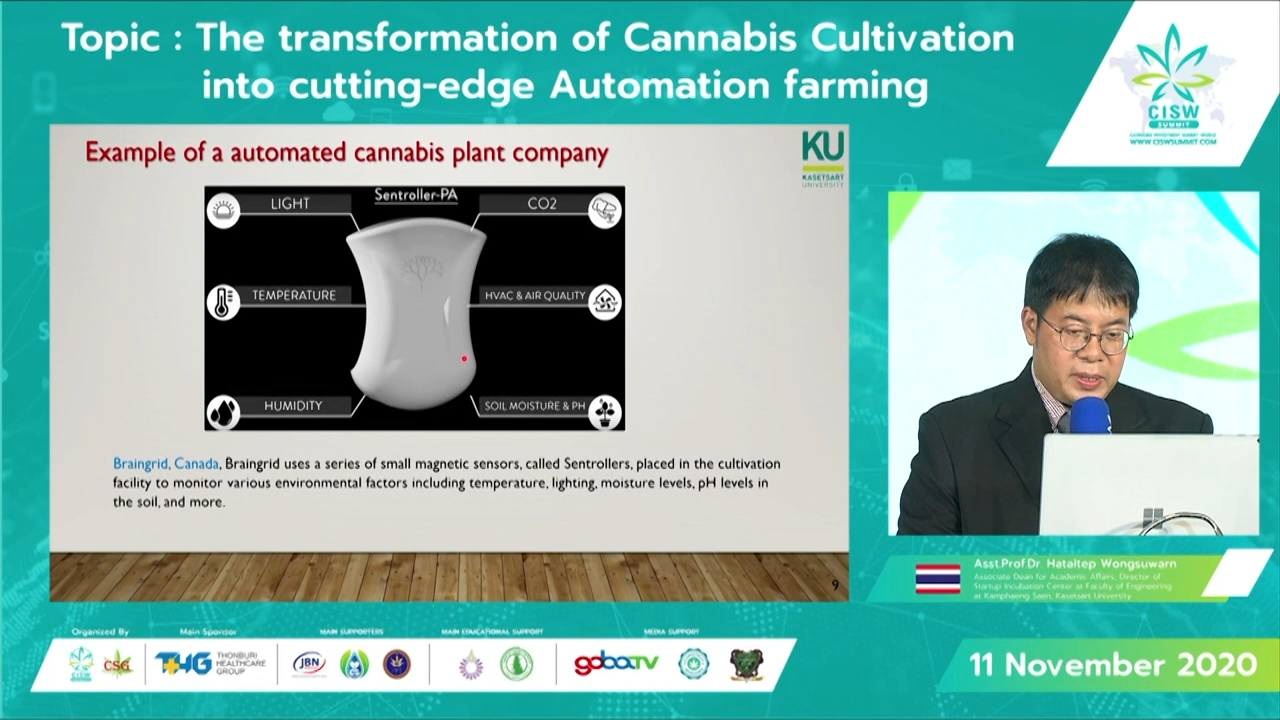 Topic : The transformation of Cannabis Cultivation
into cutting-edge Automation farming
CISW
SUMMIT
WWW.CISWSUMMIT.COM
Example of a automated cannabis plant company
KU
KASETSART
UNIVERSITY
Sentroller-PA
LIGHT
CO2
TEMPERATURE
HVAC & AIR QUALITY
HUMIDITY
SOIL MOISTURE & PH
Braingrid, Canada, Braingrid uses a series of small magnetic sensors, called Sentrollers, placed in the cultivation
facility to monitor various environmental factors including temperature, lighting, moisture levels, pH levels in
the soil, and more.
9
Asst.Prof.Dr Hataitep Wongsuwarn
Associate Dean for Academic Affairs, Director of
Startup Incubation Center at Faculty of Engineering
at Kamphaeng Saen, Kasetsart University
Organized By
Main Sponsor
MAIN SUPPORTERS
MAIN EDUCATIONAL SUPPORT
MEDIA SUPPORT
CSG
THG
THONBURI
HEALTHCARE
GROUP
JBN
gobaTV
11 November 2020